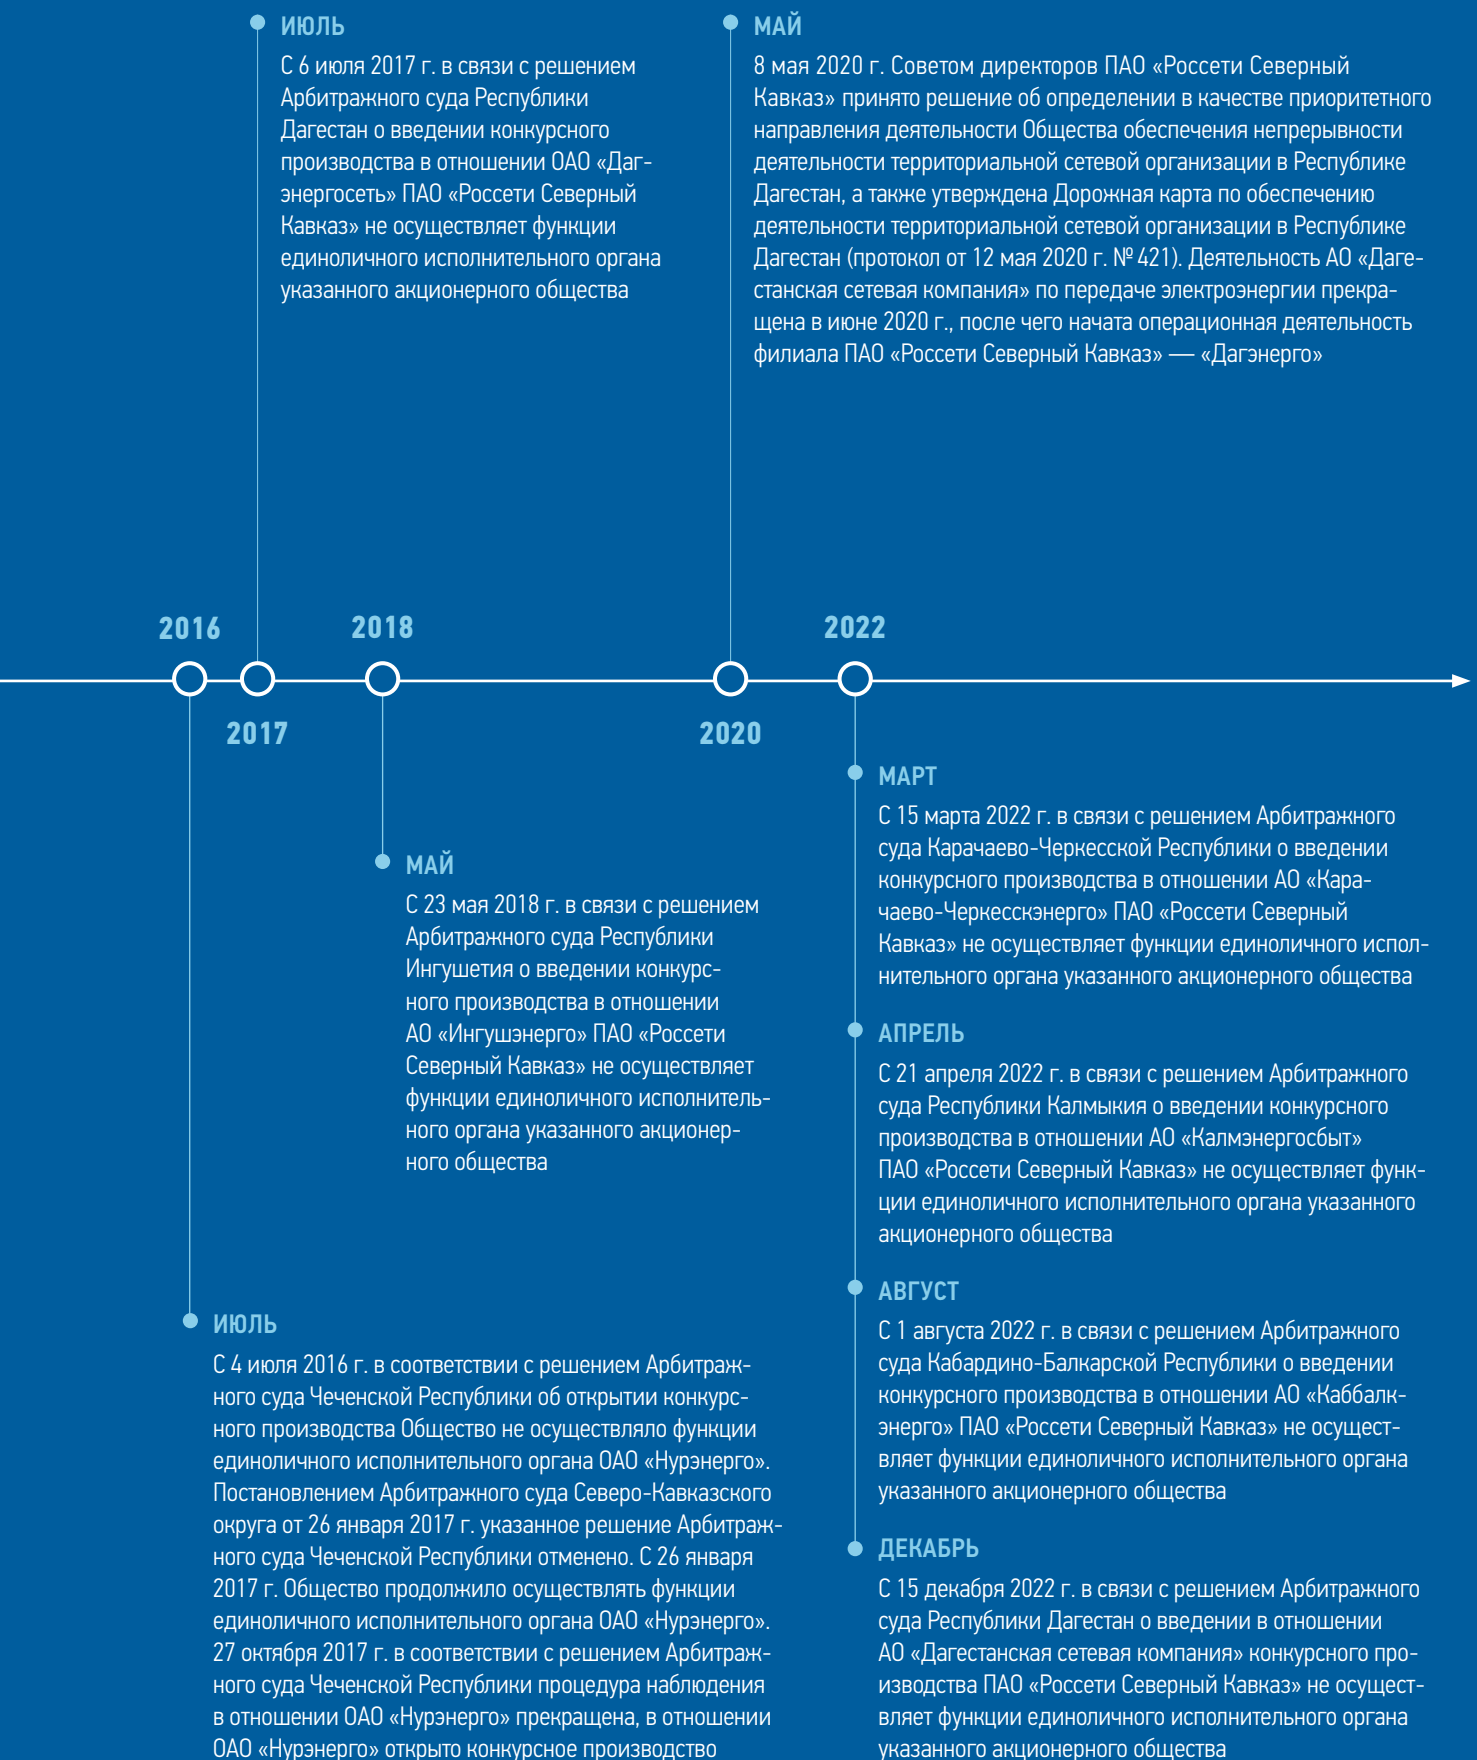 ИЮЛЬ
С 6 июля 2017 г. в связи с решением
Арбитражного суда Республики
Дагестан о введении конкурсного
производства в отношении ОАО «Даг-
энергосеть» ПАО «Россети Северный
Кавказ» не осуществляет функции
единоличного исполнительного органа
указанного акционерного общества
МАЙ
8 мая 2020 г. Советом директоров ПАО «Россети Северный
Кавказ» принято решение об определении в качестве приоритетного
направления деятельности Общества обеспечения непрерывности
деятельности территориальной сетевой организации в Республике
Дагестан, а также утверждена Дорожная карта по обеспечению
деятельности территориальной сетевой организации в Республике
Дагестан (протокол от 12 мая 2020 г. № 421). Деятельность АО «Даге-
станская сетевая компания» по передаче электроэнергии прекра-
щена в июне 2020 г., после чего начата операционная деятельность
филиала ПАО «Россети Северный Кавказ» — «Дагэнерго»
2016
2018
2022
2017
2020
МАЙ
С 23 мая 2018 г. в связи с решением
Арбитражного суда Республики
Ингушетия о введении конкурс-
ного производства в отношении
АО «Ингушэнерго» ПАО «Россети
Северный Кавказ» не осуществляет
функции единоличного исполнитель-
ного органа указанного акционер-
ного общества
ИЮЛЬ
С 4 июля 2016 г. в соответствии с решением Арбитраж-
ного суда Чеченской Республики об открытии конкурс-
ного производства Общество не осуществляло функции
единоличного исполнительного органа ОАО «Нурэнерго».
Постановлением Арбитражного суда Северо-Кавказского
округа от 26 января 2017 г. указанное решение Арбитраж-
ного суда Чеченской Республики отменено. С 26 января
2017 г. Общество продолжило осуществлять функции
единоличного исполнительного органа ОАО «Нурэнерго».
27 октября 2017 г. в соответствии с решением Арбитраж-
ного суда Чеченской Республики процедура наблюдения
в отношении ОАО «Нурэнерго» прекращена, в отношении
ОАО «Нурэнерго» открыто конкурсное производство
МАРТ
С 15 марта 2022 г. в связи с решением Арбитражного
суда Карачаево-Черкесской Республики о введении
конкурсного производства в отношении АО «Кара-
чаево-Черкесскэнерго» ПАО «Россети Северный
Кавказ» не осуществляет функции единоличного испол-
нительного органа указанного акционерного общества
АПРЕЛЬ
С 21 апреля 2022 г. в связи с решением Арбитражного
суда Республики Калмыкия о введении конкурсного
производства в отношении АО «Калмэнергосбыт»
ПАО «Россети Северный Кавказ» не осуществляет функ-
ции единоличного исполнительного органа указанного
акционерного общества
АВГУСТ
С 1 августа 2022 г. в связи с решением Арбитражного
суда Кабардино-Балкарской Республики о введении
конкурсного производства в отношении АО «Каббалк-
энерго» ПАО «Россети Северный Кавказ» не осущест-
вляет функции единоличного исполнительного органа
указанного акционерного общества
ДЕКАБРЬ
С 15 декабря 2022 г. в связи с решением Арбитражного
суда Республики Дагестан о введении в отношении
АО «Дагестанская сетевая компания» конкурсного про-
изводства ПАО «Россети Северный Кавказ» не осущест-
вляет функции единоличного исполнительного органа
указанного акционерного общества